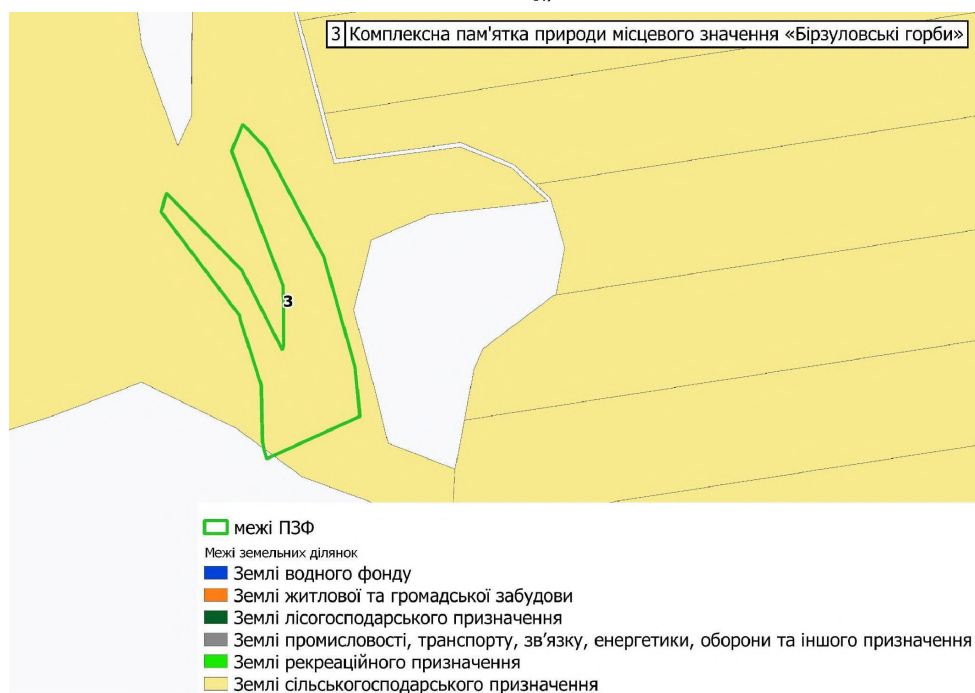 3 Комплексна пам'ятка природи місцевого значення «Бірзуловські горби»
3
межі ПЗФ
Межі земельних ділянок
Землі водного фонду
Землі житлової та громадської забудови
Землі лісогосподарського призначення
Землі промисловості, транспорту, зв'язку, енергетики, оборони та іншого призначення
Землі рекреаційного призначення
Землі сільськогосподарського призначення